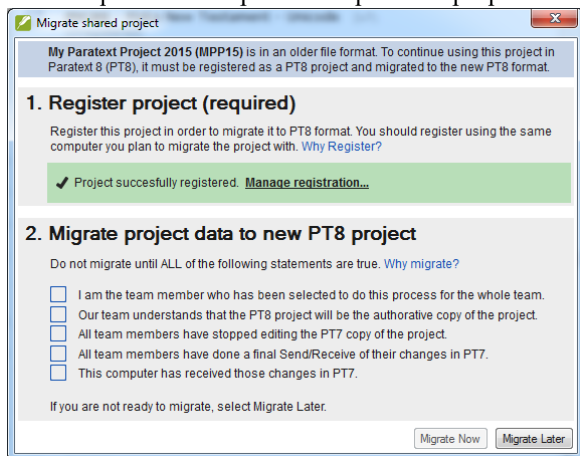 Migrate shared project
My Paratext Project 2015 (MPP15) is in an older file format. To continue using this project in
Paratext 8 (PT8), it must be registered as a PT8 project and migrated to the new PT8 format.
1. Register project (required)
Register this project in order to migrate it to PT8 format. You should register using the same
computer you plan to migrate the project with. Why Register?
Project succesfully registered. Manage registration...
2. Migrate project data to new PT8 project
Do not migrate until ALL of the following statements are true. Why migrate?
I am the team member who has been selected to do this process for the whole team.
Our team understands that the PT8 project will be the authorative copy of the project.
All team members have stopped editing the PT7 copy of the project.
All team members have done a final Send/Receive of their changes in PT7.
This computer has received those changes in PT7.
If you are not ready to migrate, select Migrate Later.
Migrate Now Migrate Later